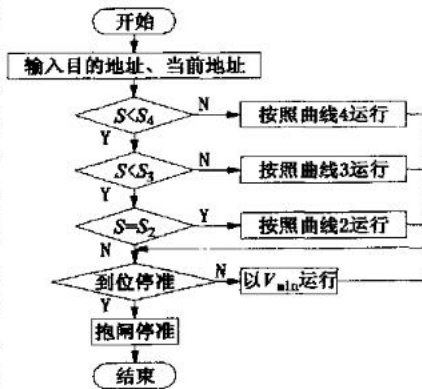 开始
输入目的地址、当前地址
S<S4
N
按照曲线4运行
Y
S<S3
N
按照曲线3运行
Y
S=S2
Y
按照曲线2运行
N
到位停准
N
以Vmin运行
Y
抱闸停准
结束